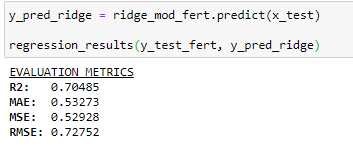 y_pred_ridge = ridge_mod_fert.predict(x_test)
regression_results(y_test_fert, y_pred_ridge)
EVALUATION METRICS
R2: 0.70485
MAE: 0.53273
MSE: 0.52928
RMSE: 0.72752